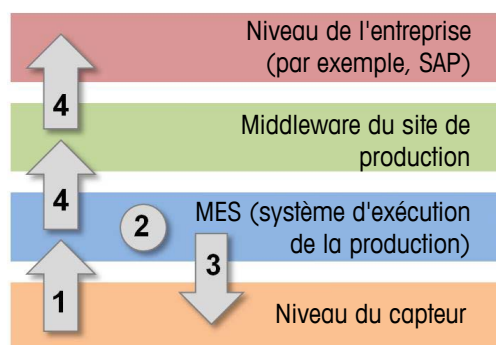 Niveau de l'entreprise
(par exemple, SAP)
4
Middleware du site de
production
4
2
MES (système d'exécution
de la production)
3
1
Niveau du capteur